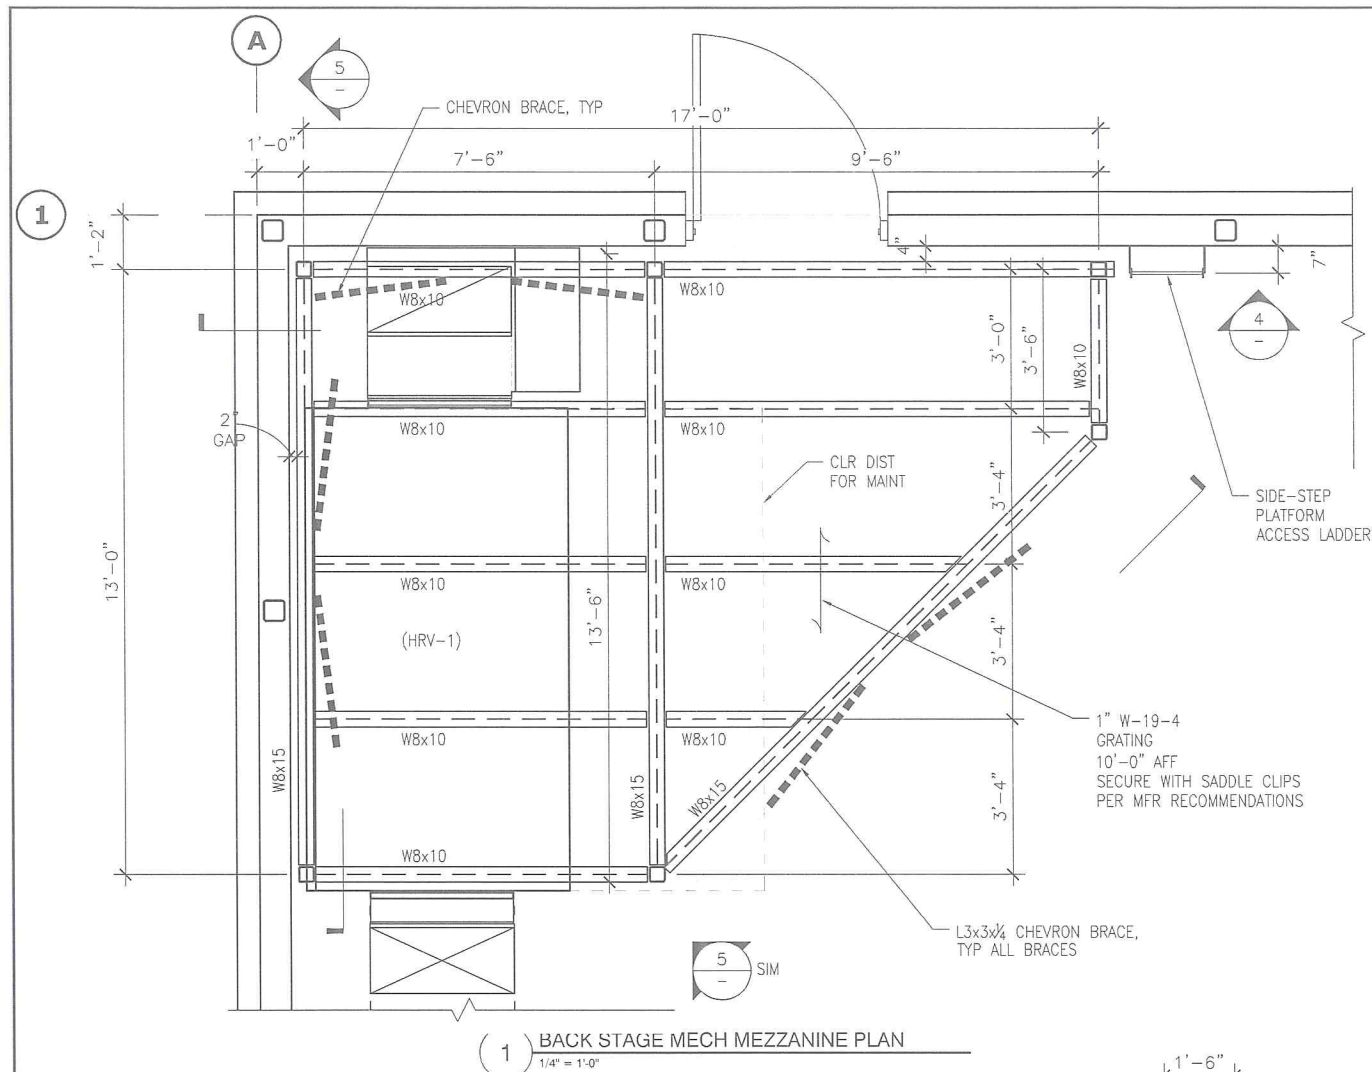 A
5
–
CHEVRON BRACE, TYP
17'-0"
1'-0"
7'-6"
9'-6"
1
1'-2"
4"
7"
W8x10
W8x10
4
–
3'-0"
3'-6"
W8x10
2"
GAP
W8x10
W8x10
CLR DIST
FOR MAINT
3'-4"
SIDE-STEP
PLATFORM
ACCESS LADDER
13'-0"
W8x10
W8x10
13'-6"
(HRV-1)
3'-4"
1" W-19-4
GRATING
10'-0" AFF
SECURE WITH SADDLE CLIPS
PER MFR RECOMMENDATIONS
W8x10
W8x10
W8x15
W8x15
W8x15
3'-4"
W8x10
L3x3x¼ CHEVRON BRACE,
TYP ALL BRACES
5
–
SIM
1
BACK STAGE MECH MEZZANINE PLAN
1/4" = 1'-0"
1'-6"